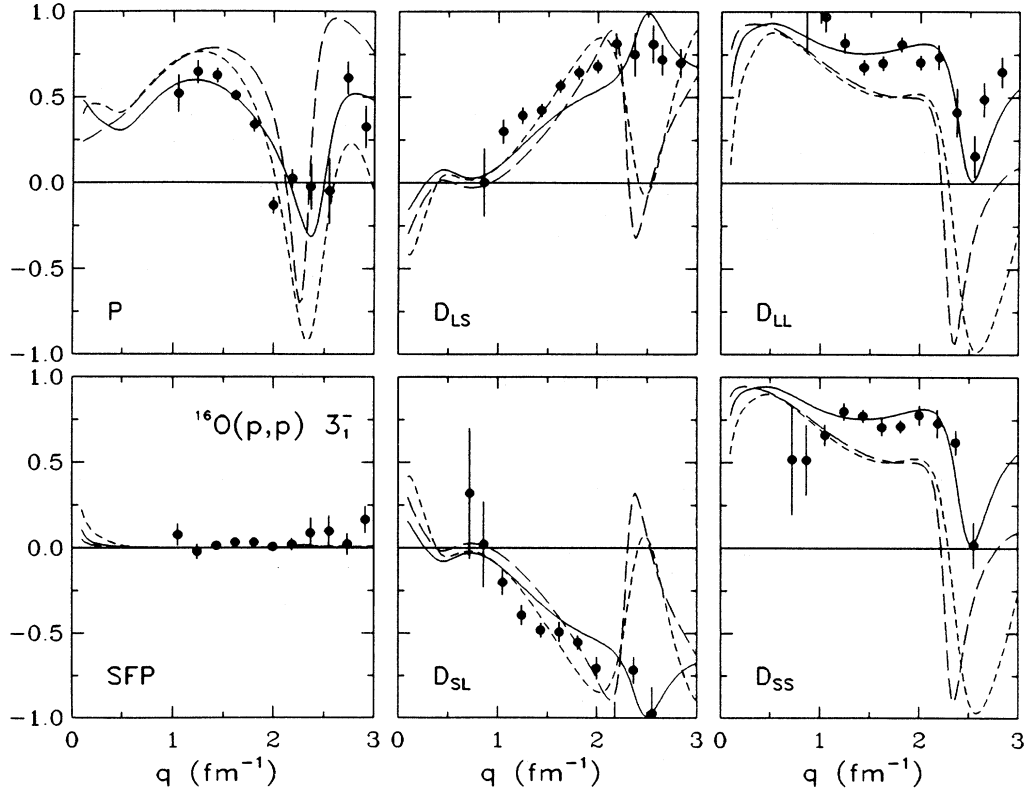 1.0
0.5
0.0
−0.5
−1.0
P
D_LS
D_LL
1.0
0.5
0.0
−0.5
−1.0
¹⁶O(p,p) 3₁⁻
SFP
D_SL
D_SS
0 1 2 3
0 1 2 3
0 1 2 3
q (fm⁻¹)
q (fm⁻¹)
q (fm⁻¹)